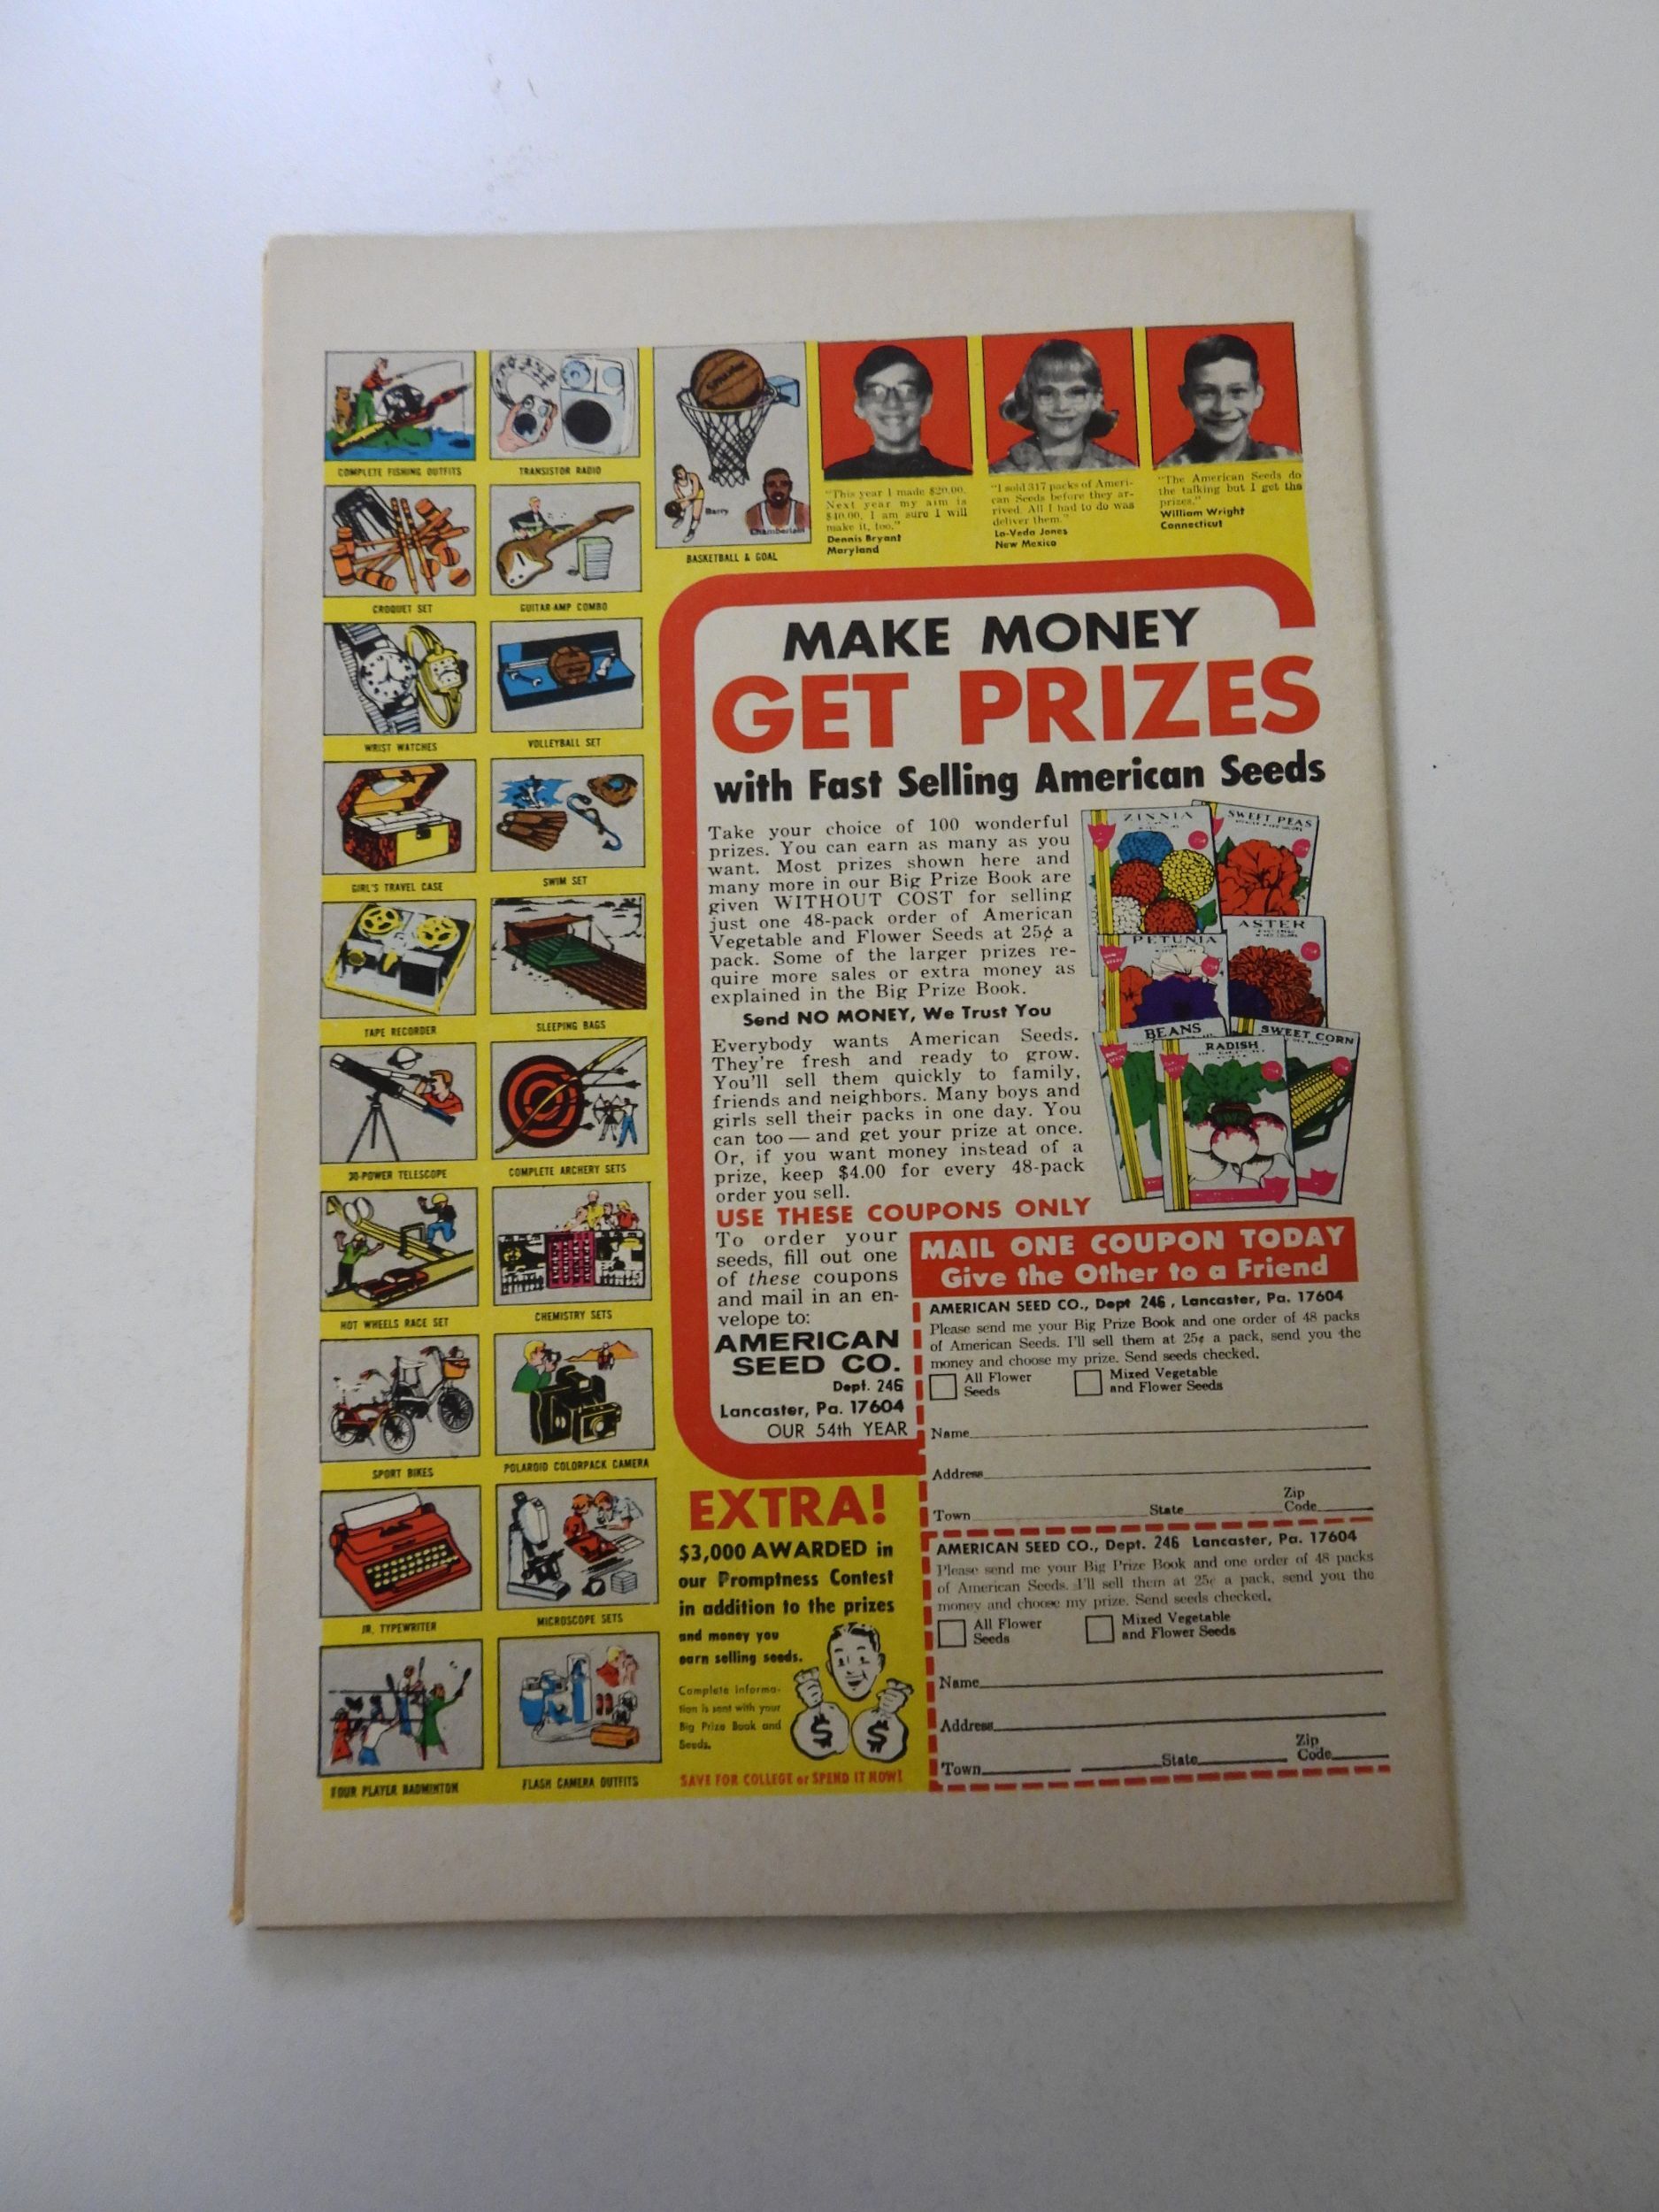 COMPLETE FISHING OUTFITS
TRANSISTOR RADIO
Barry
Chamberlain
BASKETBALL & GOAL
"This year I made $20.00.
Next year my aim is
$40.00. I am sure I will
make it, too."
Dennis Bryant
Maryland
"I sold 317 packs of Ameri-
can Seeds before they ar-
rived. All I had to do was
deliver them."
La-Veda Jones
New Mexico
"The American Seeds do
the talking but I get the
prizes."
William Wright
Connecticut
CROQUET SET
GUITAR-AMP COMBO
WRIST WATCHES
VOLLEYBALL SET
GIRL'S TRAVEL CASE
SWIM SET
TAPE RECORDER
SLEEPING BAGS
30-POWER TELESCOPE
COMPLETE ARCHERY SETS
HOT WHEELS RACE SET
CHEMISTRY SETS
SPORT BIKES
POLAROID COLORPACK CAMERA
JR. TYPEWRITER
MICROSCOPE SETS
FOUR PLAYER BADMINTON
FLASH CAMERA OUTFITS
MAKE MONEY
GET PRIZES
with Fast Selling American Seeds
Take your choice of 100 wonderful
prizes. You can earn as many as you
want. Most prizes shown here and
many more in our Big Prize Book are
given WITHOUT COST for selling
just one 48-pack order of American
Vegetable and Flower Seeds at 25¢ a
pack. Some of the larger prizes re-
quire more sales or extra money as
explained in the Big Prize Book.
Send NO MONEY, We Trust You
Everybody wants American Seeds.
They're fresh and ready to grow.
You'll sell them quickly to family,
friends and neighbors. Many boys and
girls sell their packs in one day. You
can too — and get your prize at once.
Or, if you want money instead of a
prize, keep $4.00 for every 48-pack
order you sell.
ZINNIA
SWEET PEAS
PETUNIA
ASTER
BEANS
RADISH
SWEET CORN
USE THESE COUPONS ONLY
To order your
seeds, fill out one
of these coupons
and mail in an en-
velope to:
AMERICAN
SEED CO.
Dept. 246
Lancaster, Pa. 17604
OUR 54th YEAR
MAIL ONE COUPON TODAY
Give the Other to a Friend
AMERICAN SEED CO., Dept 246, Lancaster, Pa. 17604
Please send me your Big Prize Book and one order of 48 packs
of American Seeds. I'll sell them at 25¢ a pack, send you the
money and choose my prize. Send seeds checked.
All Flower
Seeds
Mixed Vegetable
and Flower Seeds
Name
Address
Town State Zip
Code
AMERICAN SEED CO., Dept. 246 Lancaster, Pa. 17604
Please send me your Big Prize Book and one order of 48 packs
of American Seeds. I'll sell them at 25¢ a pack, send you the
money and choose my prize. Send seeds checked.
All Flower
Seeds
Mixed Vegetable
and Flower Seeds
Name
Address
Town State Zip
Code
EXTRA!
$3,000 AWARDED in
our Promptness Contest
in addition to the prizes
and money you
earn selling seeds.
Complete informa-
tion is sent with your
Big Prize Book and
Seeds.
$ $
SAVE FOR COLLEGE or SPEND IT NOW!